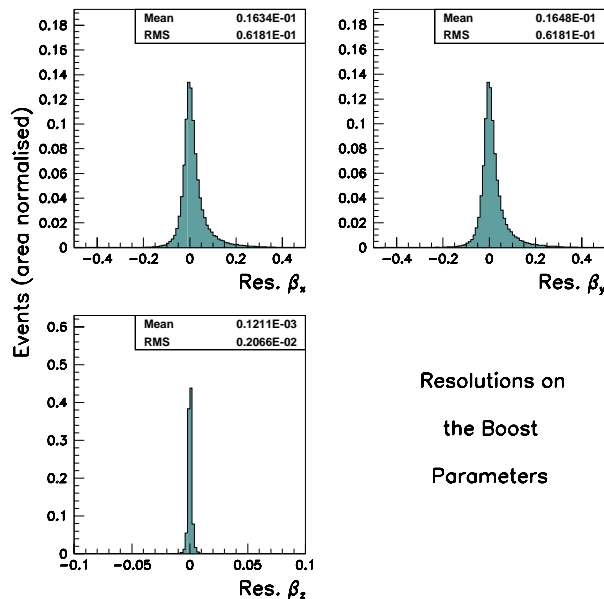 Mean 0.1634E-01
RMS 0.6181E-01
0.18
0.16
0.14
0.12
0.1
0.08
0.06
0.04
0.02
0
−0.4 −0.2 0 0.2 0.4
Res. βx
Mean 0.1648E-01
RMS 0.6181E-01
0.18
0.16
0.14
0.12
0.1
0.08
0.06
0.04
0.02
0
−0.4 −0.2 0 0.2 0.4
Res. βy
Events (area normalised)
Mean 0.1211E-03
RMS 0.2066E-02
0.6
0.5
0.4
0.3
0.2
0.1
0
−0.1 −0.05 0 0.05 0.1
Res. βz
Resolutions on
the Boost
Parameters